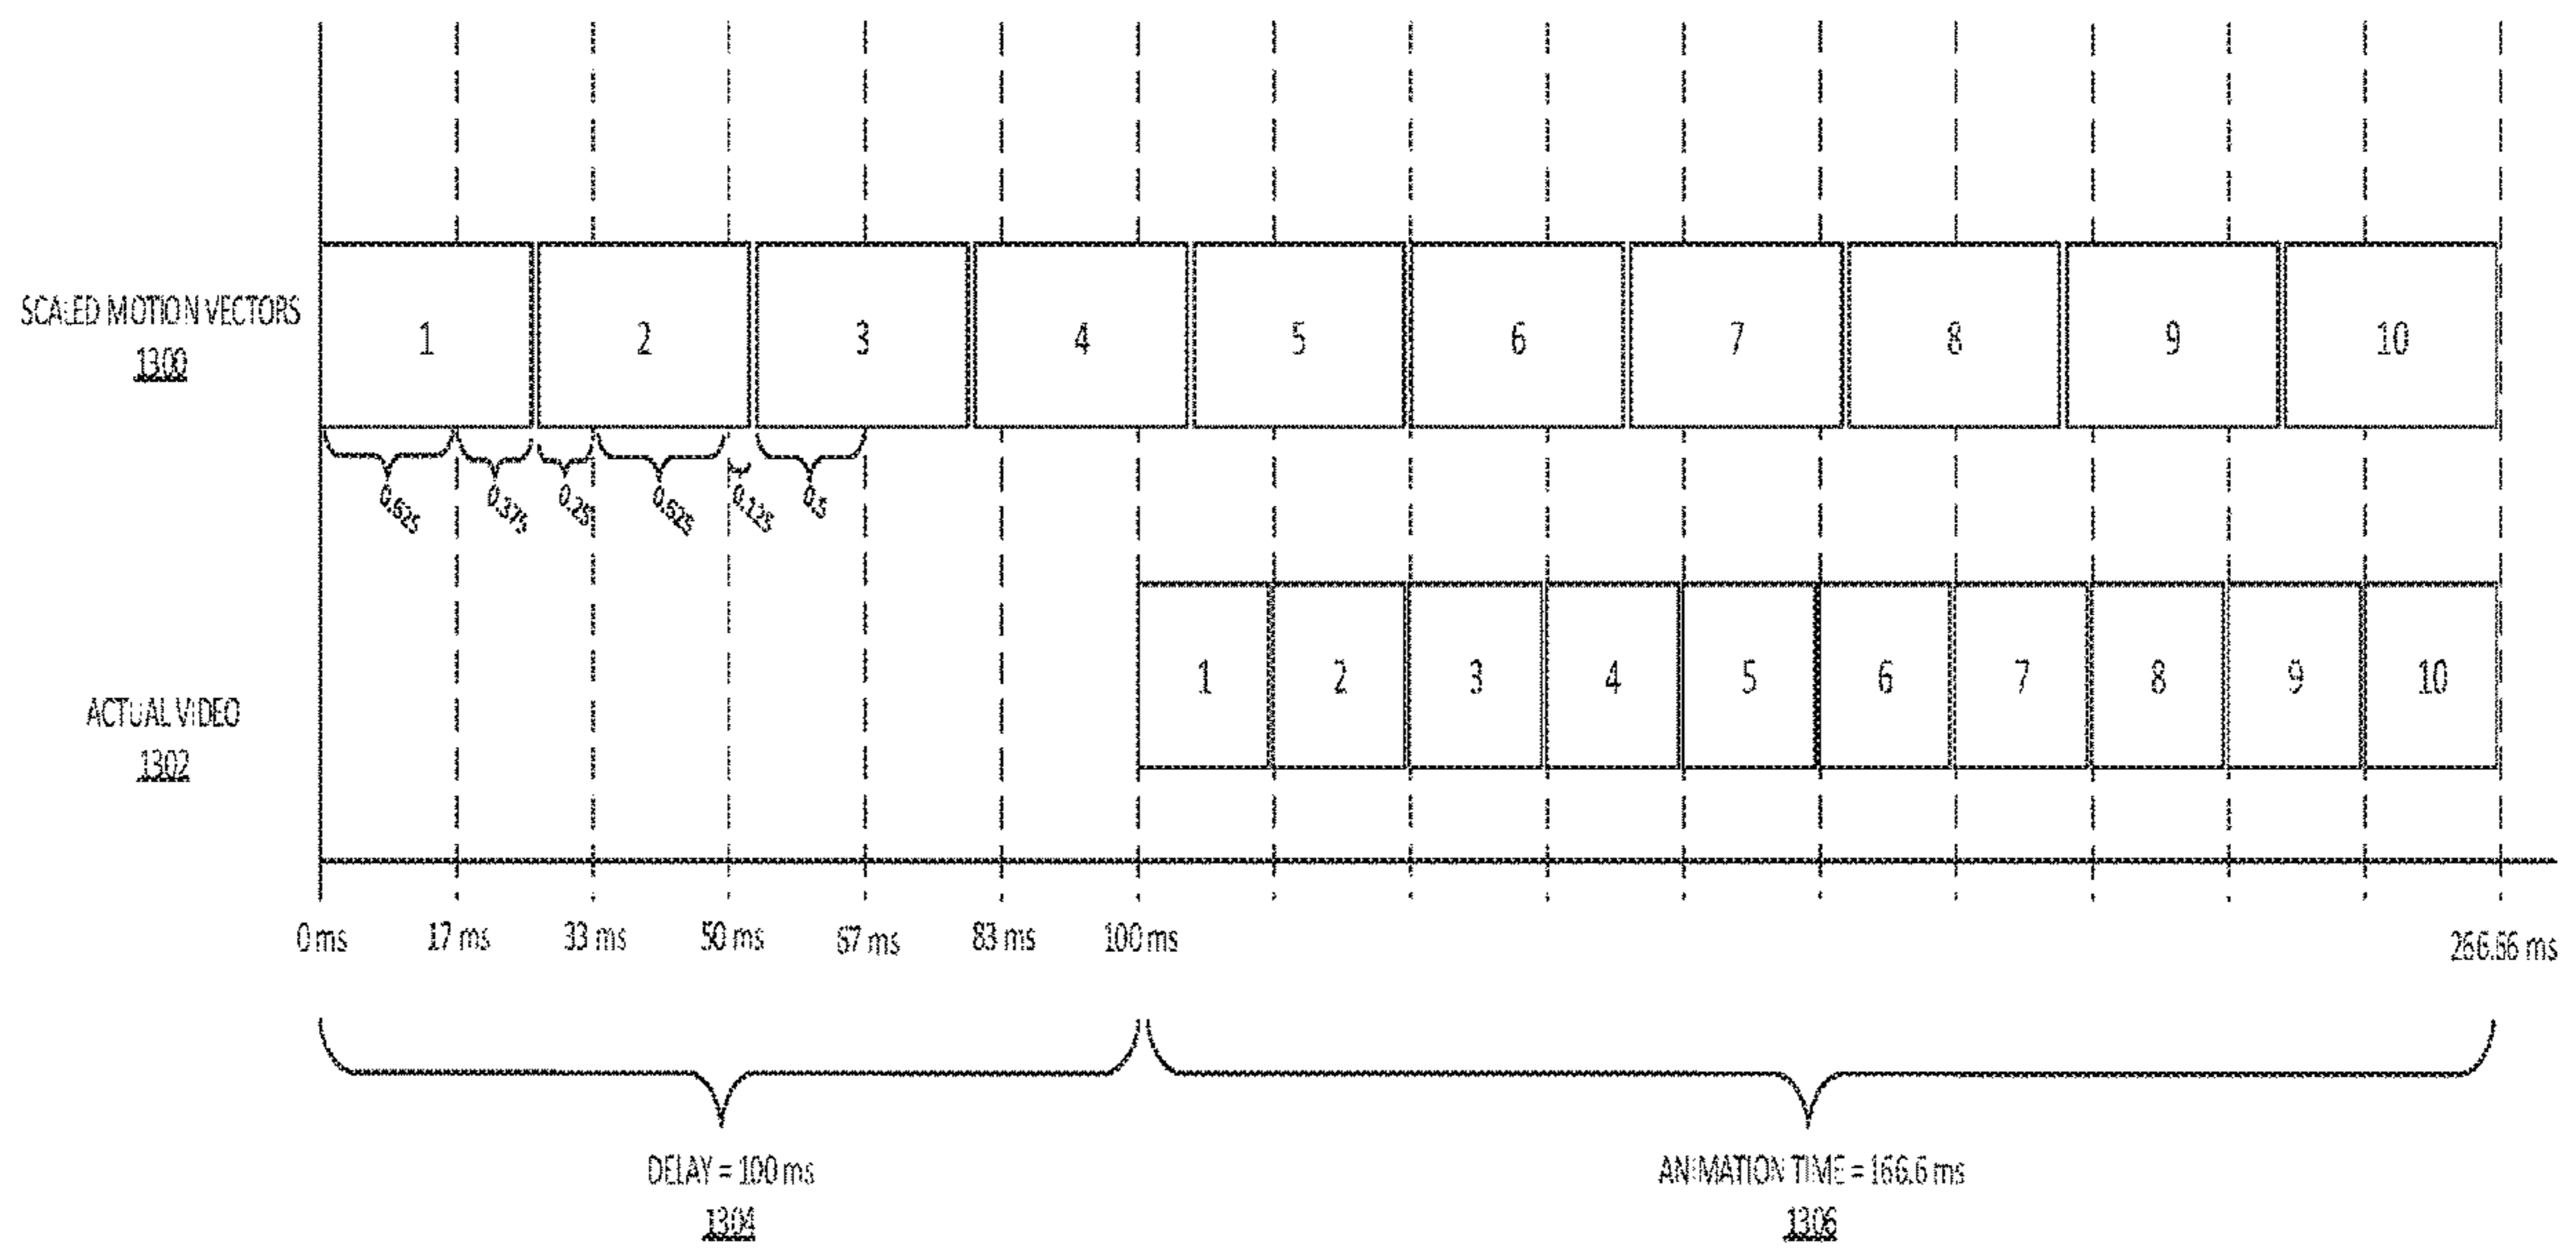 SCALED MOTION VECTORS
1300
1 2 3 4 5 6 7 8 9 10
0.625 0.375 0.25 0.625 0.125 0.5
ACTUAL VIDEO
1302
1 2 3 4 5 6 7 8 9 10
0 ms 17 ms 33 ms 50 ms 67 ms 83 ms 100 ms 266.66 ms
DELAY = 100 ms
1304
ANIMATION TIME = 166.6 ms
1306